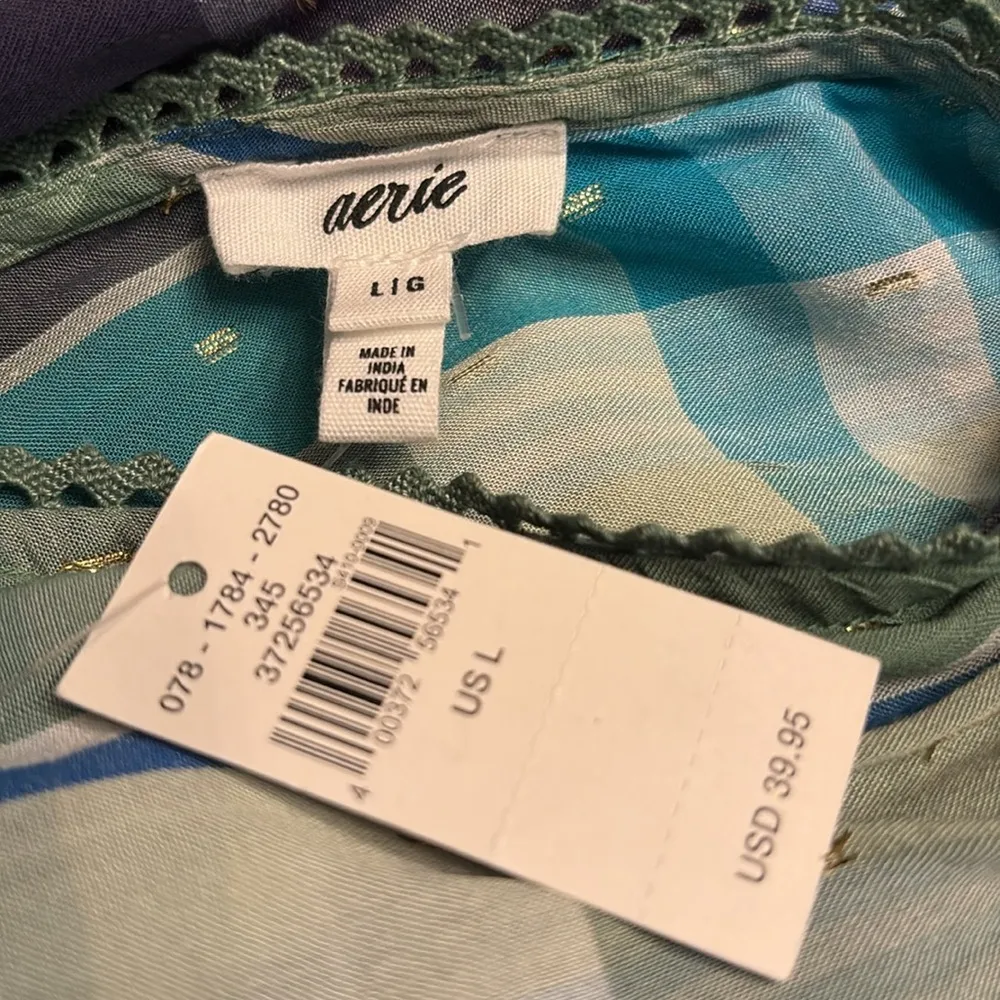 aerie
L I G
MADE IN
INDIA
FABRIQUÉ EN
INDE
078 - 1784 - 2780
345
37256534
4 00372 56534 1
US L
USD 39.95